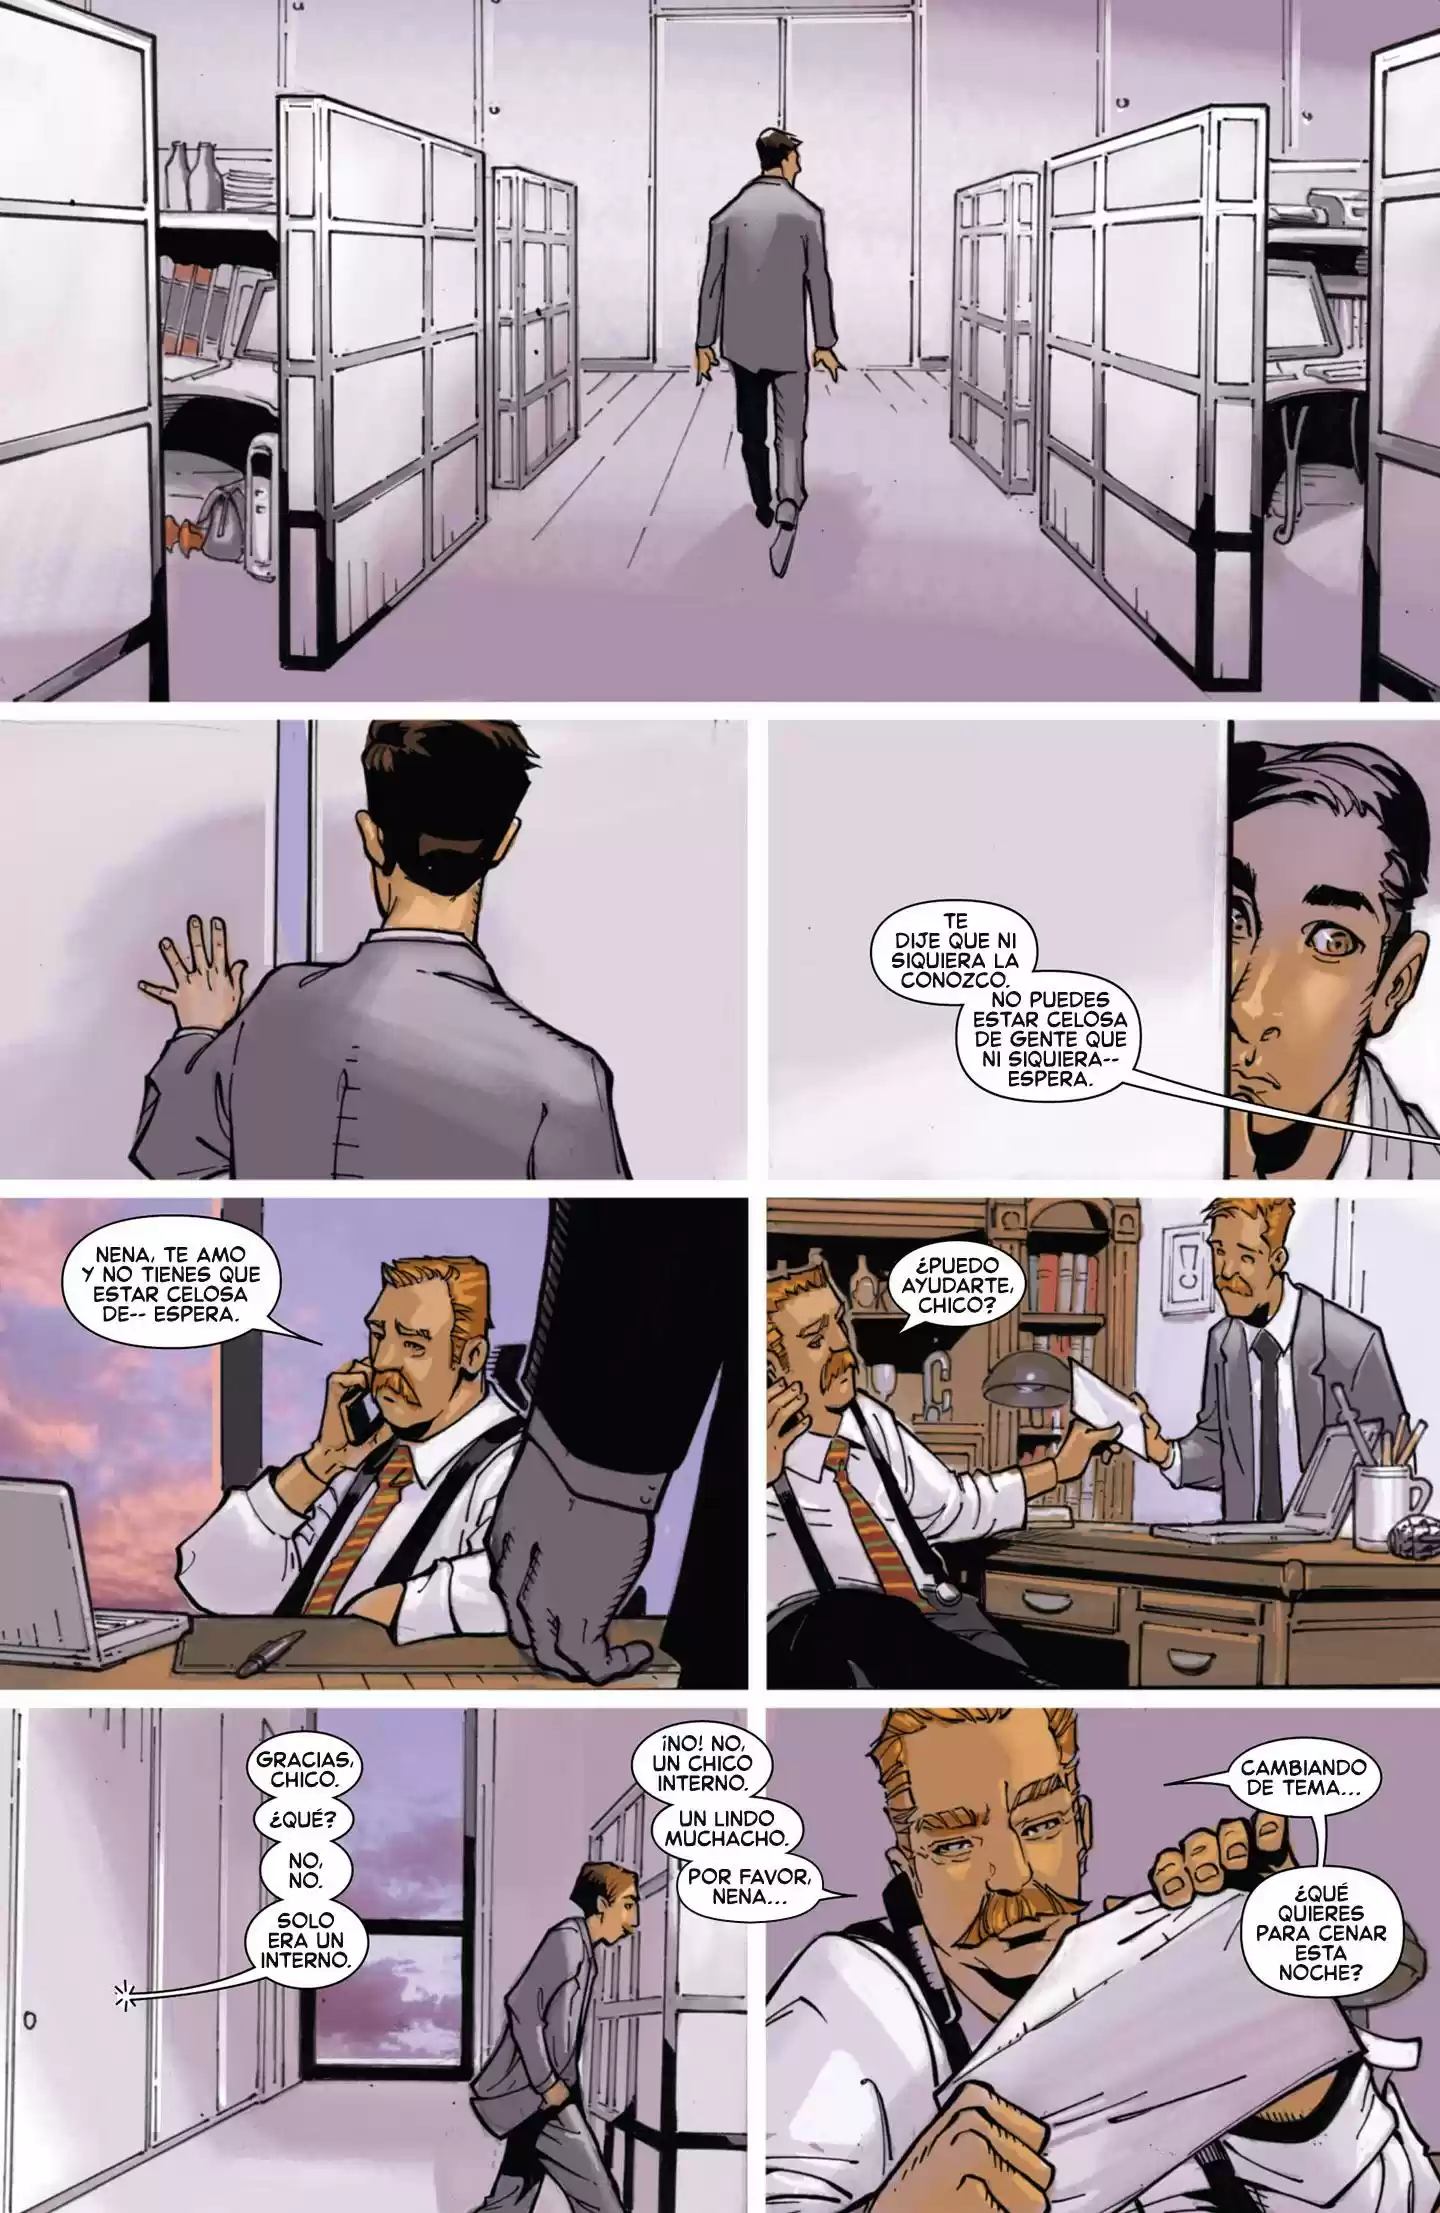 TE
DIJE QUE NI
SIQUIERA LA
CONOZCO.
NO PUEDES
ESTAR CELOSA
DE GENTE QUE
NI SIQUIERA--
ESPERA.
NENA, TE AMO
Y NO TIENES QUE
ESTAR CELOSA
DE-- ESPERA.
¿PUEDO
AYUDARTE,
CHICO?
GRACIAS,
CHICO.
¿QUÉ?
NO,
NO.
SOLO
ERA UN
INTERNO.
¡NO! NO,
UN CHICO
INTERNO.
UN LINDO
MUCHACHO.
POR FAVOR,
NENA...
CAMBIANDO
DE TEMA...
¿QUÉ
QUIERES
PARA CENAR
ESTA
NOCHE?